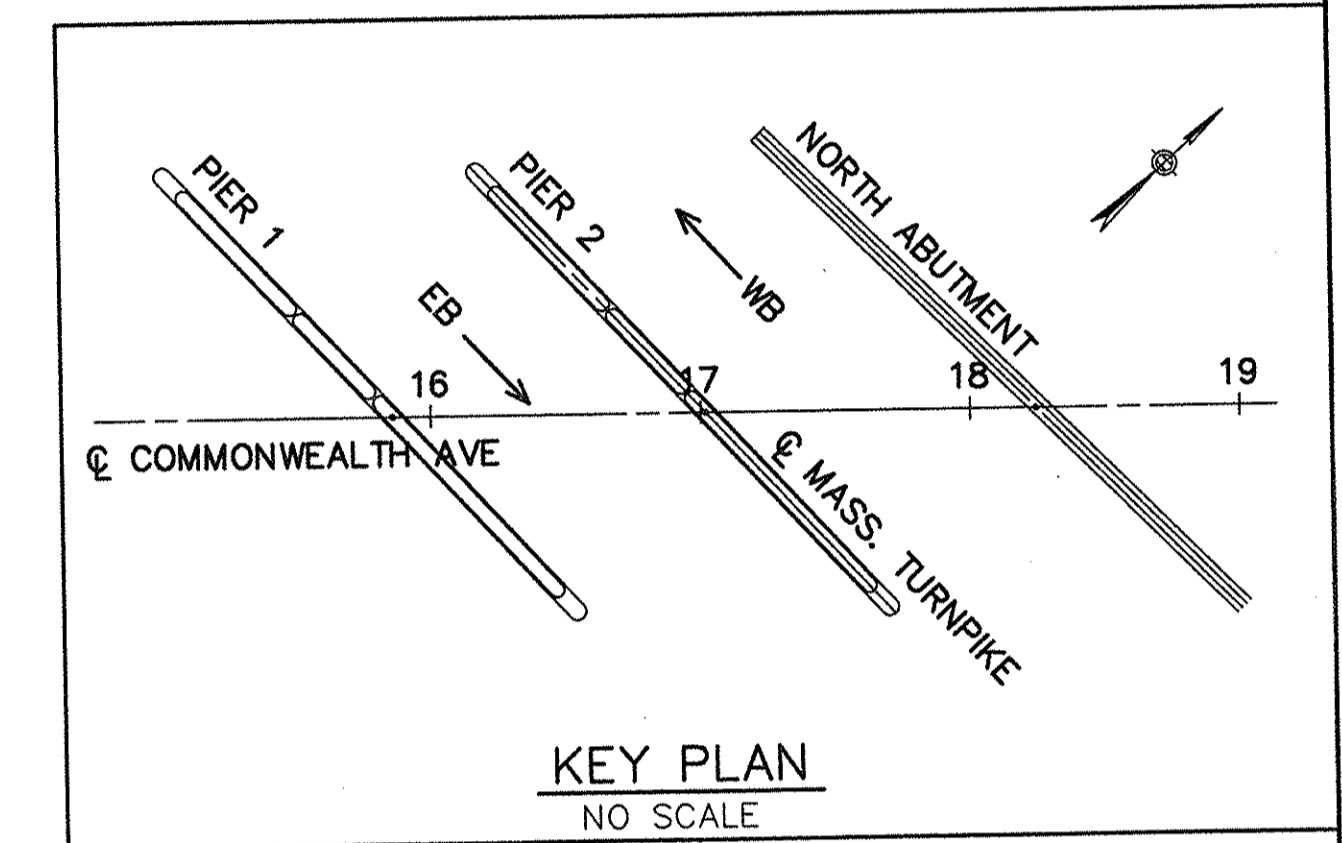 PIER 1
PIER 2
NORTH ABUTMENT
EB
WB
16
17
18
19
℄ COMMONWEALTH AVE
℄ MASS. TURNPIKE
KEY PLAN
NO SCALE